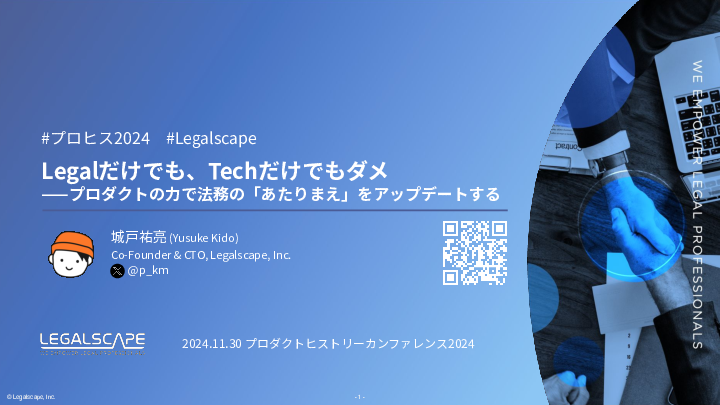 #プロヒス2024 #Legalscape
Legalだけでも、Techだけでもダメ
——プロダクトの力で法務の「あたりまえ」をアップデートする
城戸祐亮 (Yusuke Kido)
Co-Founder & CTO, Legalscape, Inc.
@p_km
LEGALSCAPE
2024.11.30 プロダクトヒストリーカンファレンス2024
WE EMPOWER LEGAL PROFESSIONALS
Contract
© Legalscape, Inc.
- 1 -